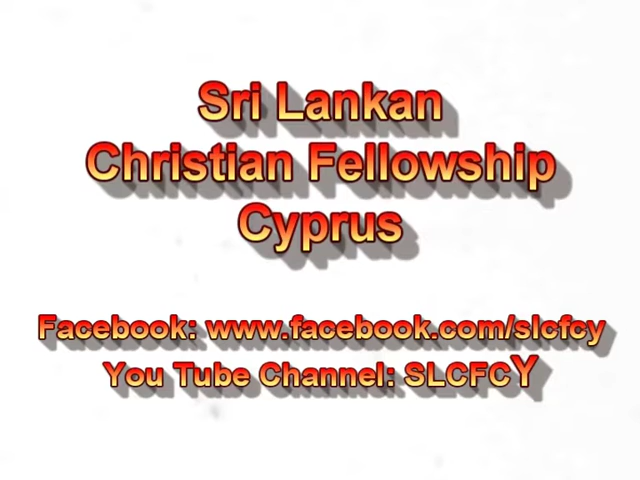 Sri Lankan
Christian Fellowship
Cyprus
Facebook: www.facebook.com/slcfcy
You Tube Channel: SLCFCY